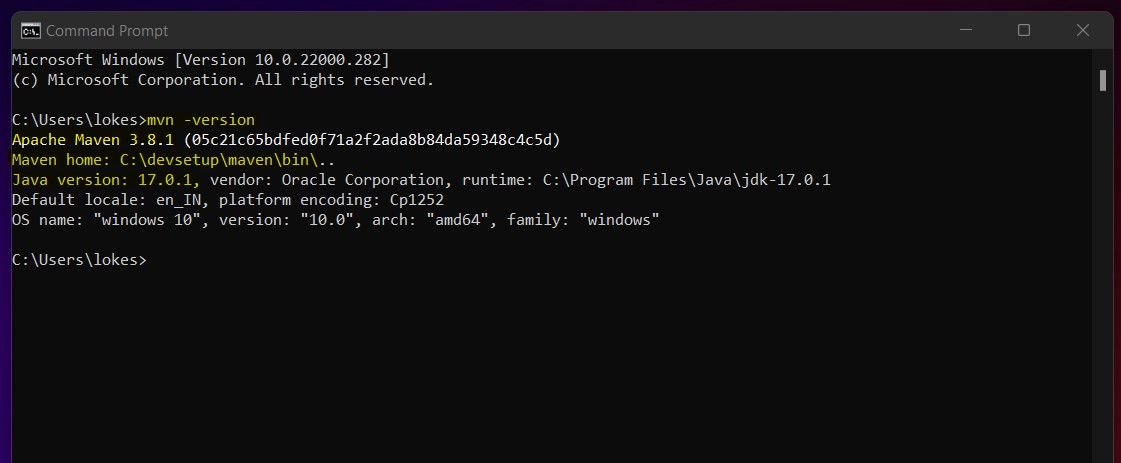 Command Prompt
Microsoft Windows [Version 10.0.22000.282]
(c) Microsoft Corporation. All rights reserved.
C:\Users\lokes>mvn -version
Apache Maven 3.8.1 (05c21c65bdfed0f71a2f2ada8b84da59348c4c5d)
Maven home: C:\devsetup\maven\bin\..
Java version: 17.0.1, vendor: Oracle Corporation, runtime: C:\Program Files\Java\jdk-17.0.1
Default locale: en_IN, platform encoding: Cp1252
OS name: "windows 10", version: "10.0", arch: "amd64", family: "windows"
C:\Users\lokes>